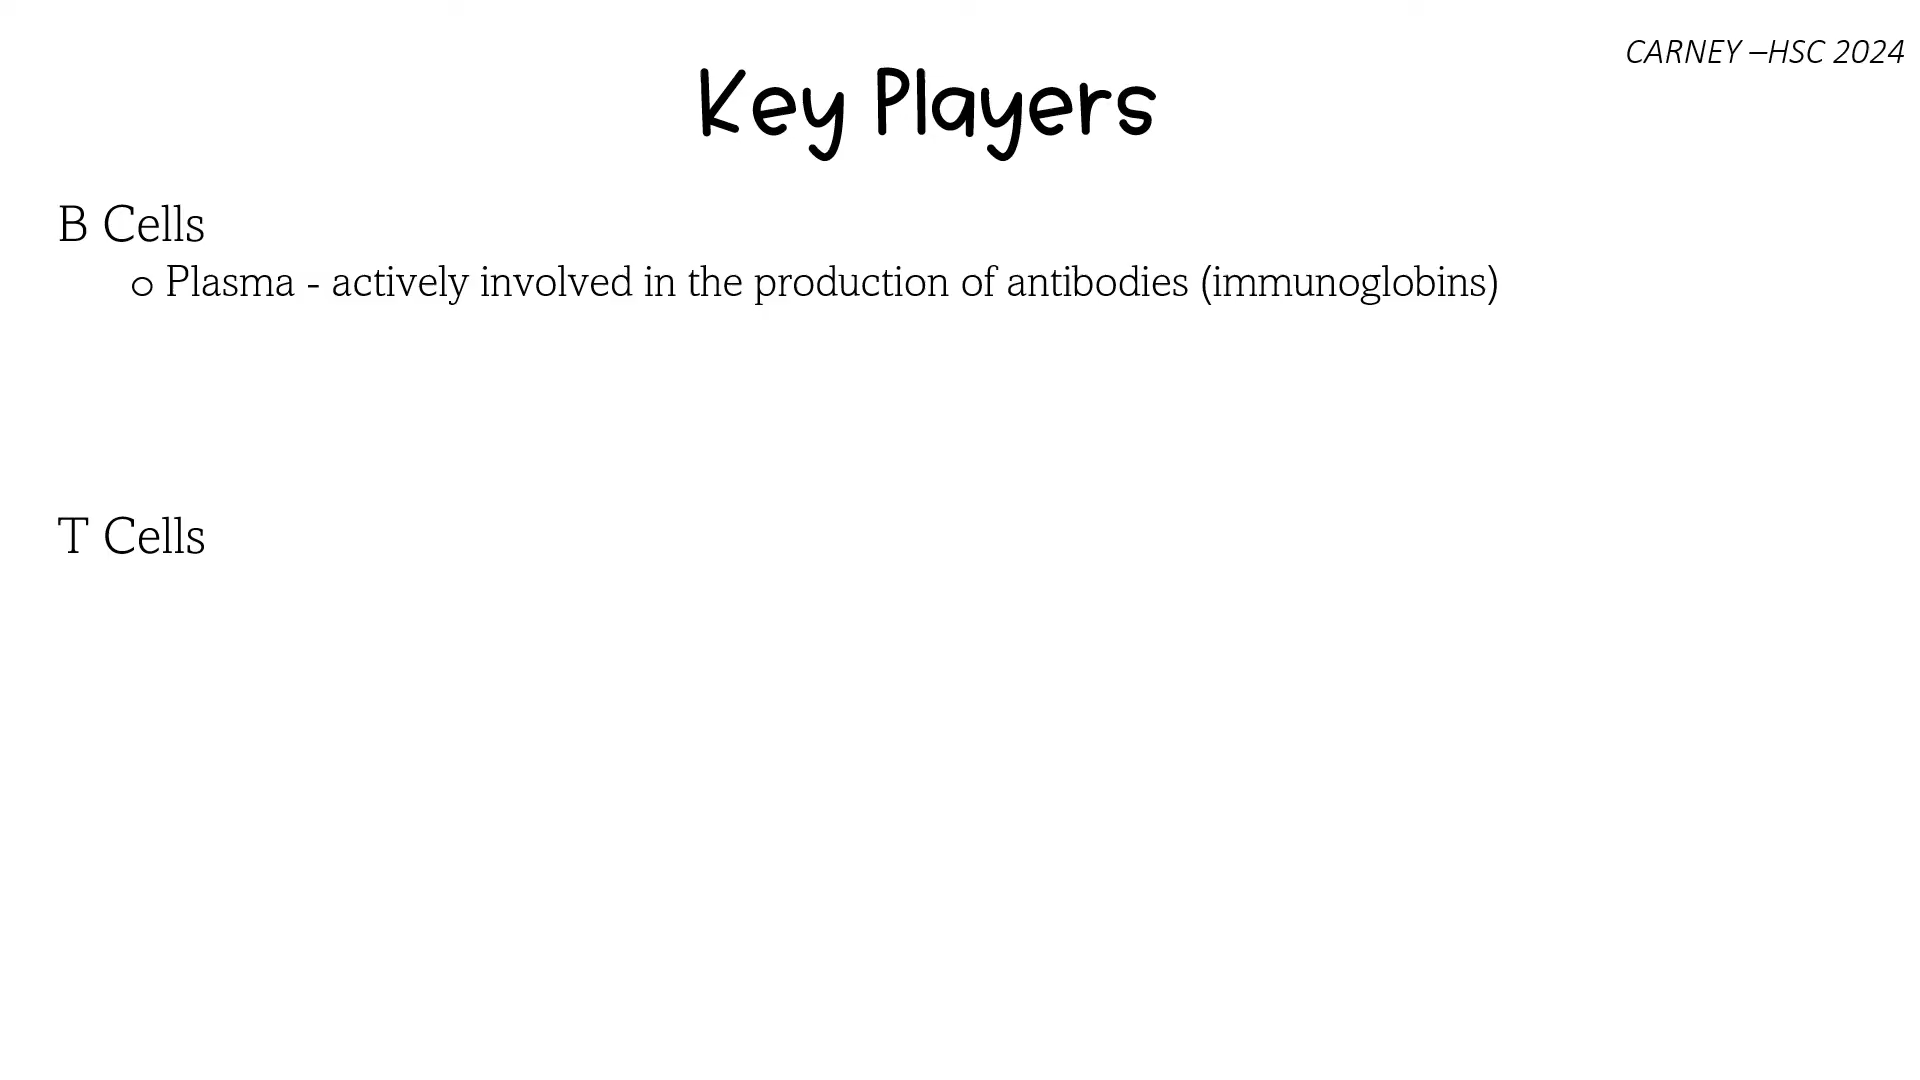 CARNEY –HSC 2024
Key Players
B Cells
o Plasma - actively involved in the production of antibodies (immunoglobins)
T Cells